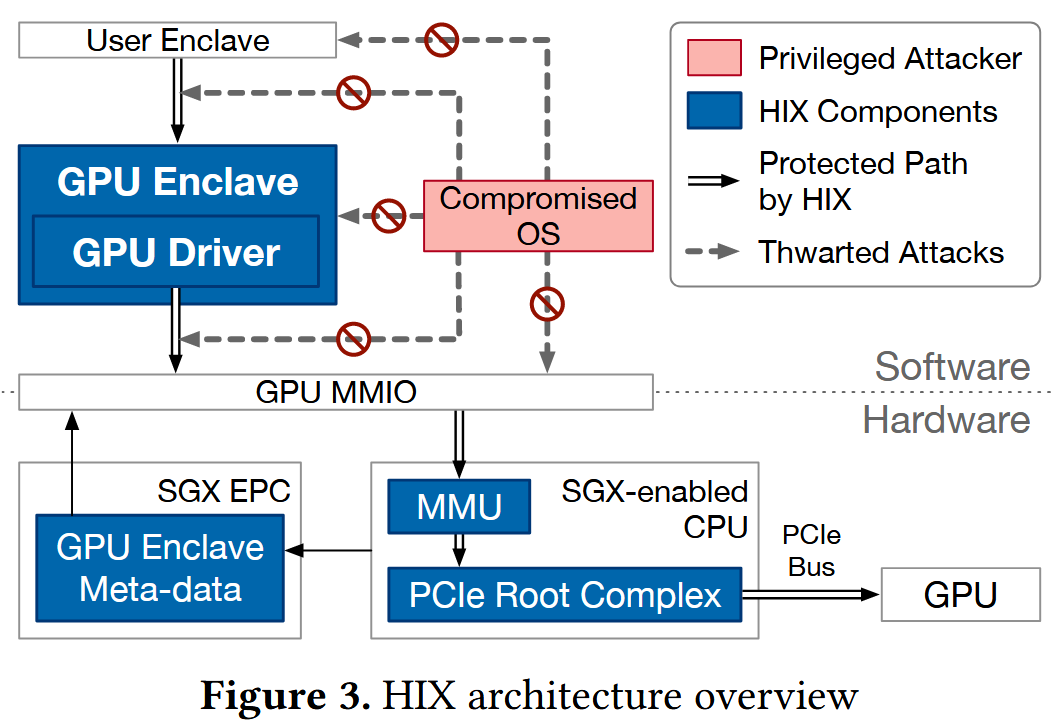 User Enclave
GPU Enclave
GPU Driver
Compromised
OS
Privileged Attacker
HIX Components
Protected Path
by HIX
Thwarted Attacks
Software
GPU MMIO
Hardware
SGX EPC
GPU Enclave
Meta-data
SGX-enabled
CPU
MMU
PCIe Root Complex
PCIe
Bus
GPU
Figure 3. HIX architecture overview